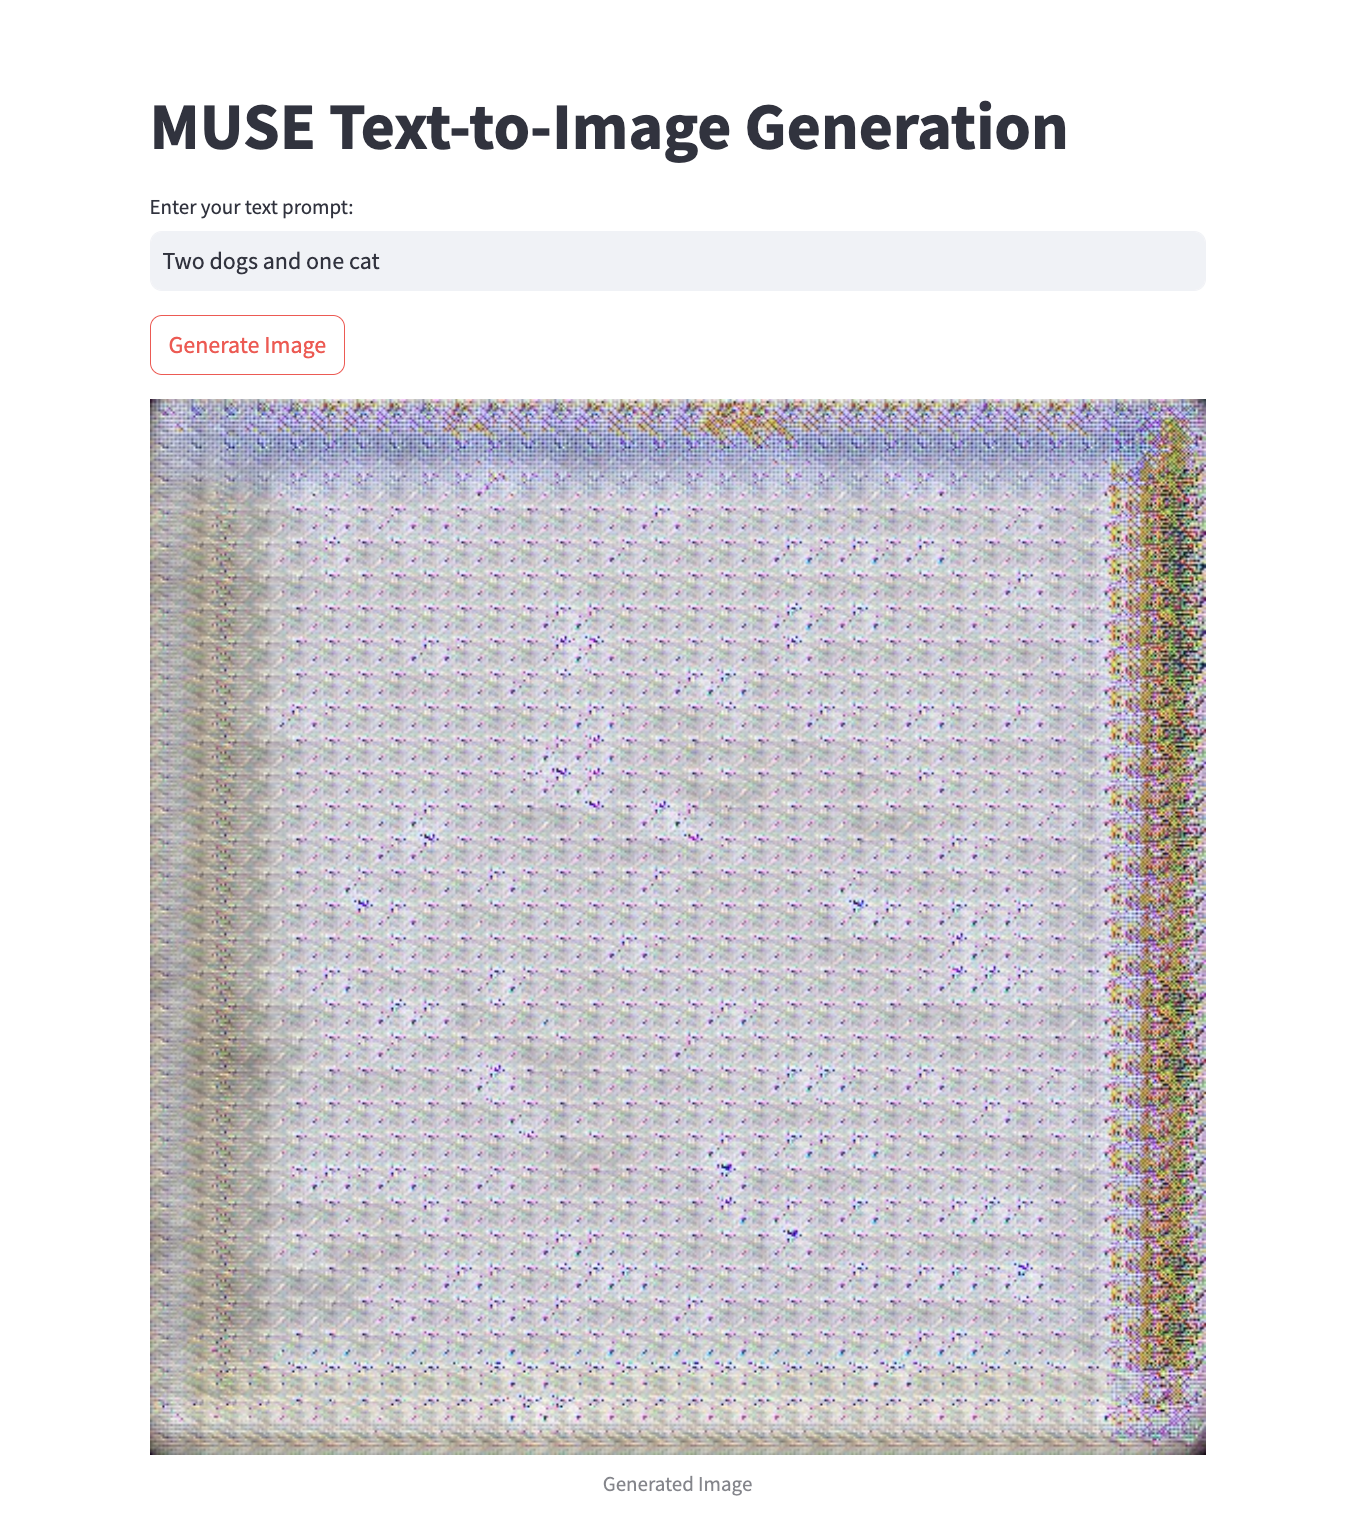 MUSE Text-to-Image Generation
Enter your text prompt:
Two dogs and one cat
Generate Image
Generated Image